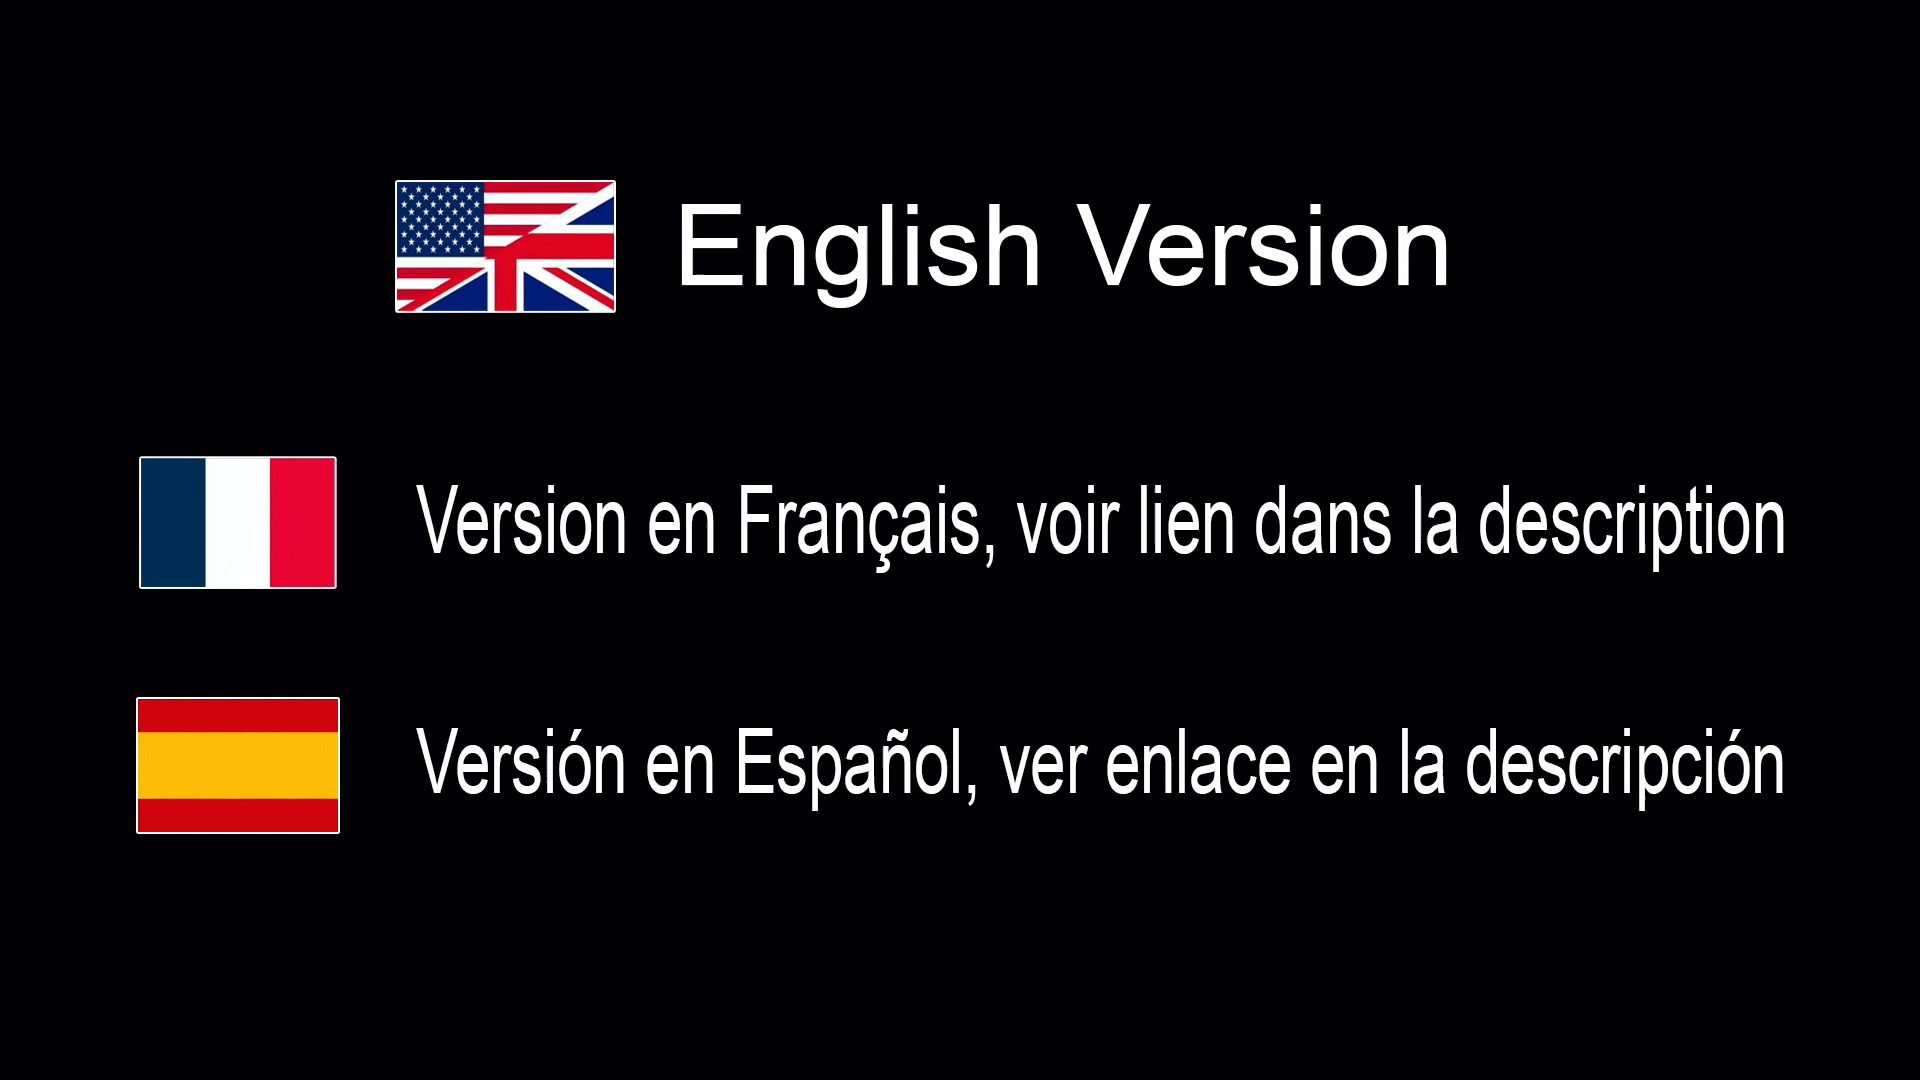 English Version
Version en Français, voir lien dans la description
Versión en Español, ver enlace en la descripción